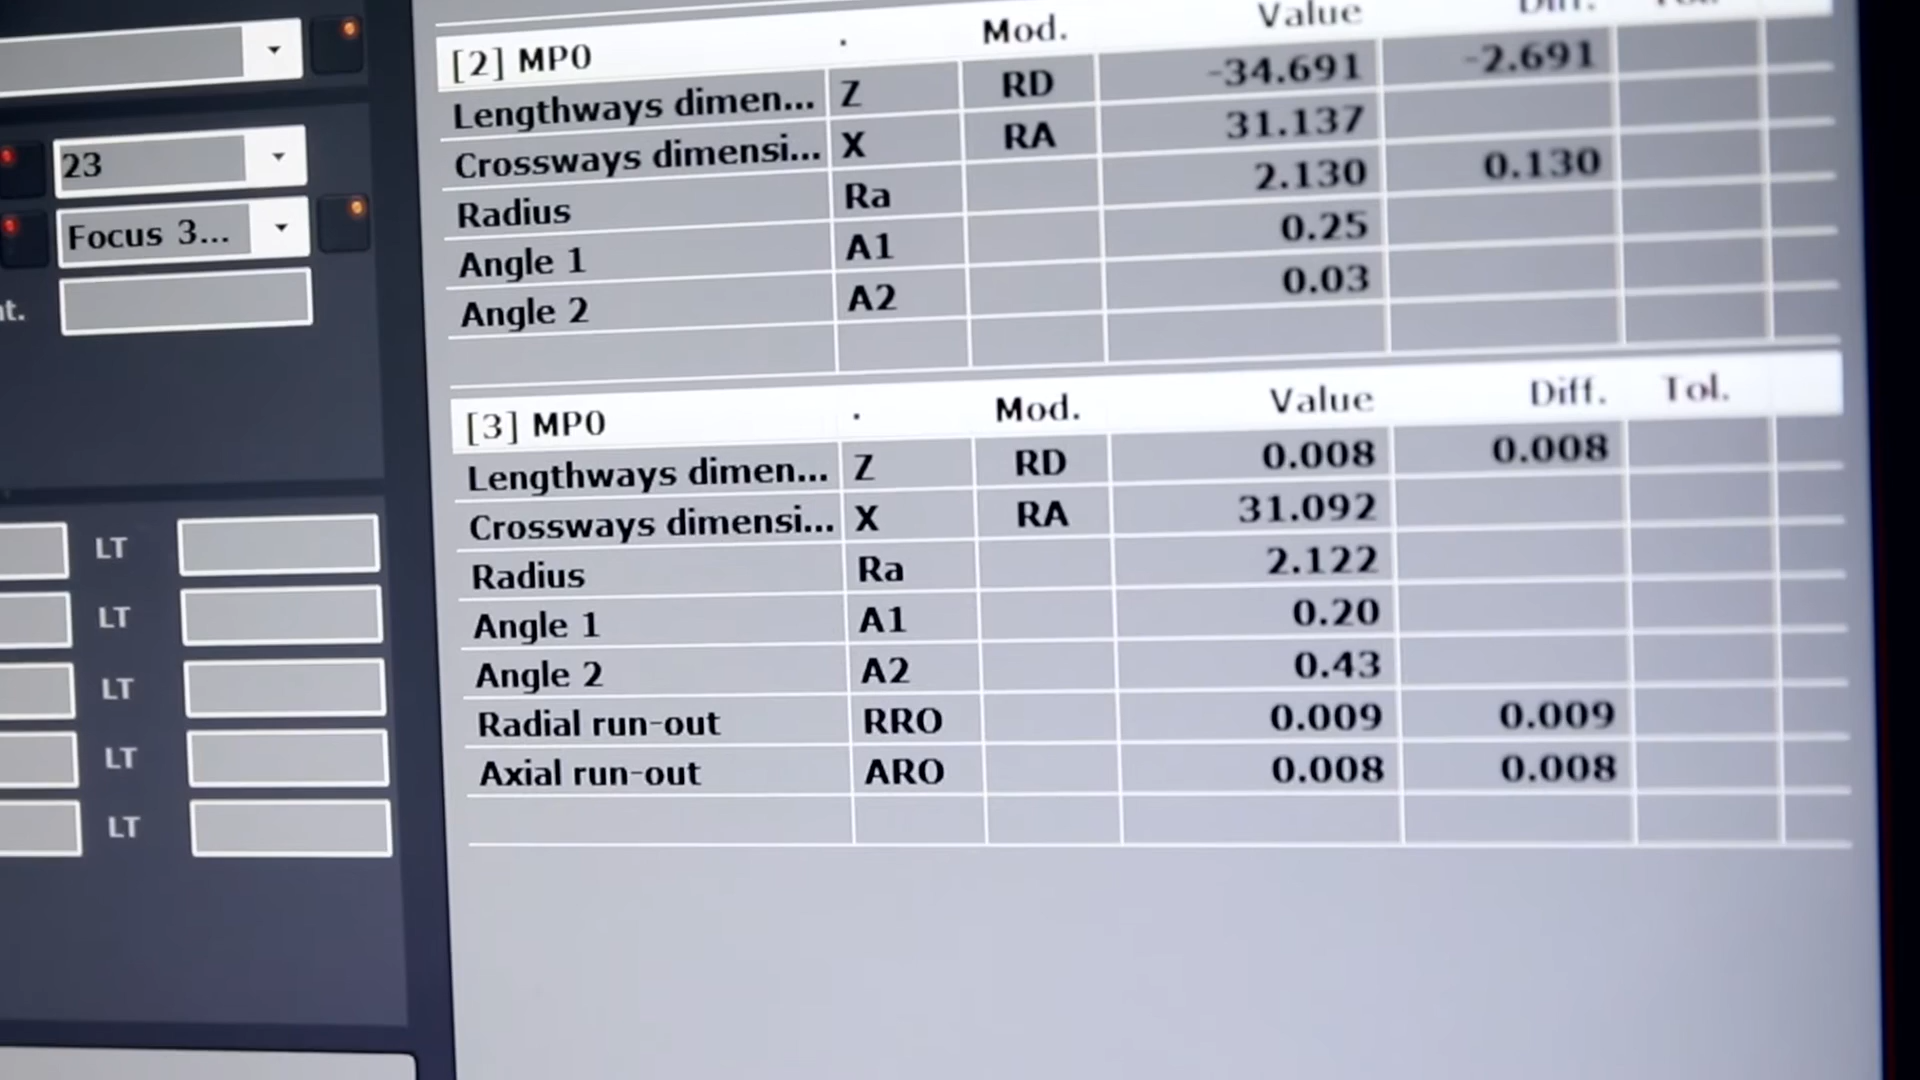 [2] MP0 . Mod. Value Diff. Tol.
Lengthways dimen... Z RD -34.691 -2.691
Crossways dimensi... X RA 31.137
Radius Ra 2.130 0.130
Angle 1 A1 0.25
Angle 2 A2 0.03
[3] MP0 . Mod. Value Diff. Tol.
Lengthways dimen... Z RD 0.008 0.008
Crossways dimensi... X RA 31.092
Radius Ra 2.122
Angle 1 A1 0.20
Angle 2 A2 0.43
Radial run-out RRO 0.009 0.009
Axial run-out ARO 0.008 0.008
23
Focus 3...
nt.
LT
LT
LT
LT
LT